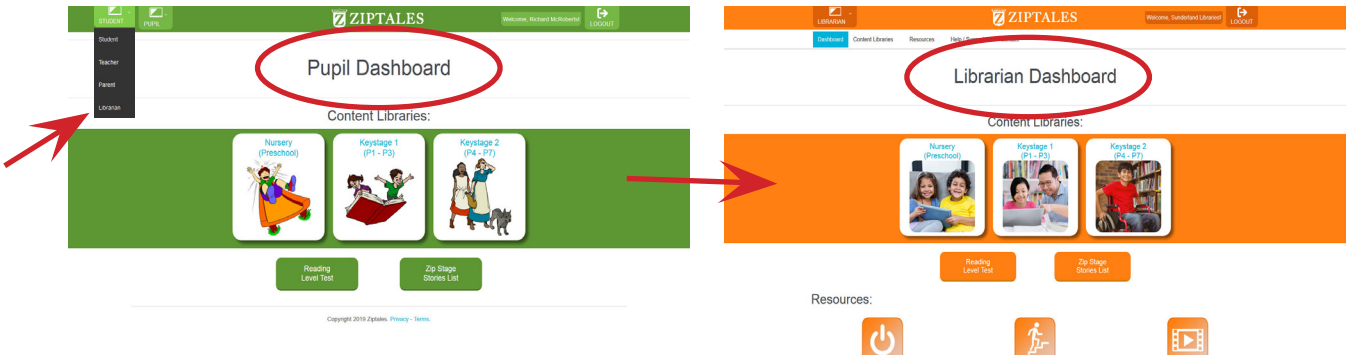 STUDENT
PUPIL
ZIPTALES
Welcome, Richard McRoberts!
LOGOUT
Student
Teacher
Parent
Librarian
Pupil Dashboard
Content Libraries:
Nursery
(Preschool)
Keystage 1
(P1 - P3)
Keystage 2
(P4 - P7)
Reading
Level Test
Zip Stage
Stories List
Copyright 2019 Ziptales. Privacy - Terms.
LIBRARIAN
ZIPTALES
Welcome, Sunderland Libraries!
LOGOUT
Dashboard
Content Libraries
Resources
Help /
Librarian Dashboard
Content Libraries:
Nursery
(Preschool)
Keystage 1
(P1 - P3)
Keystage 2
(P4 - P7)
Reading
Level Test
Zip Stage
Stories List
Resources: